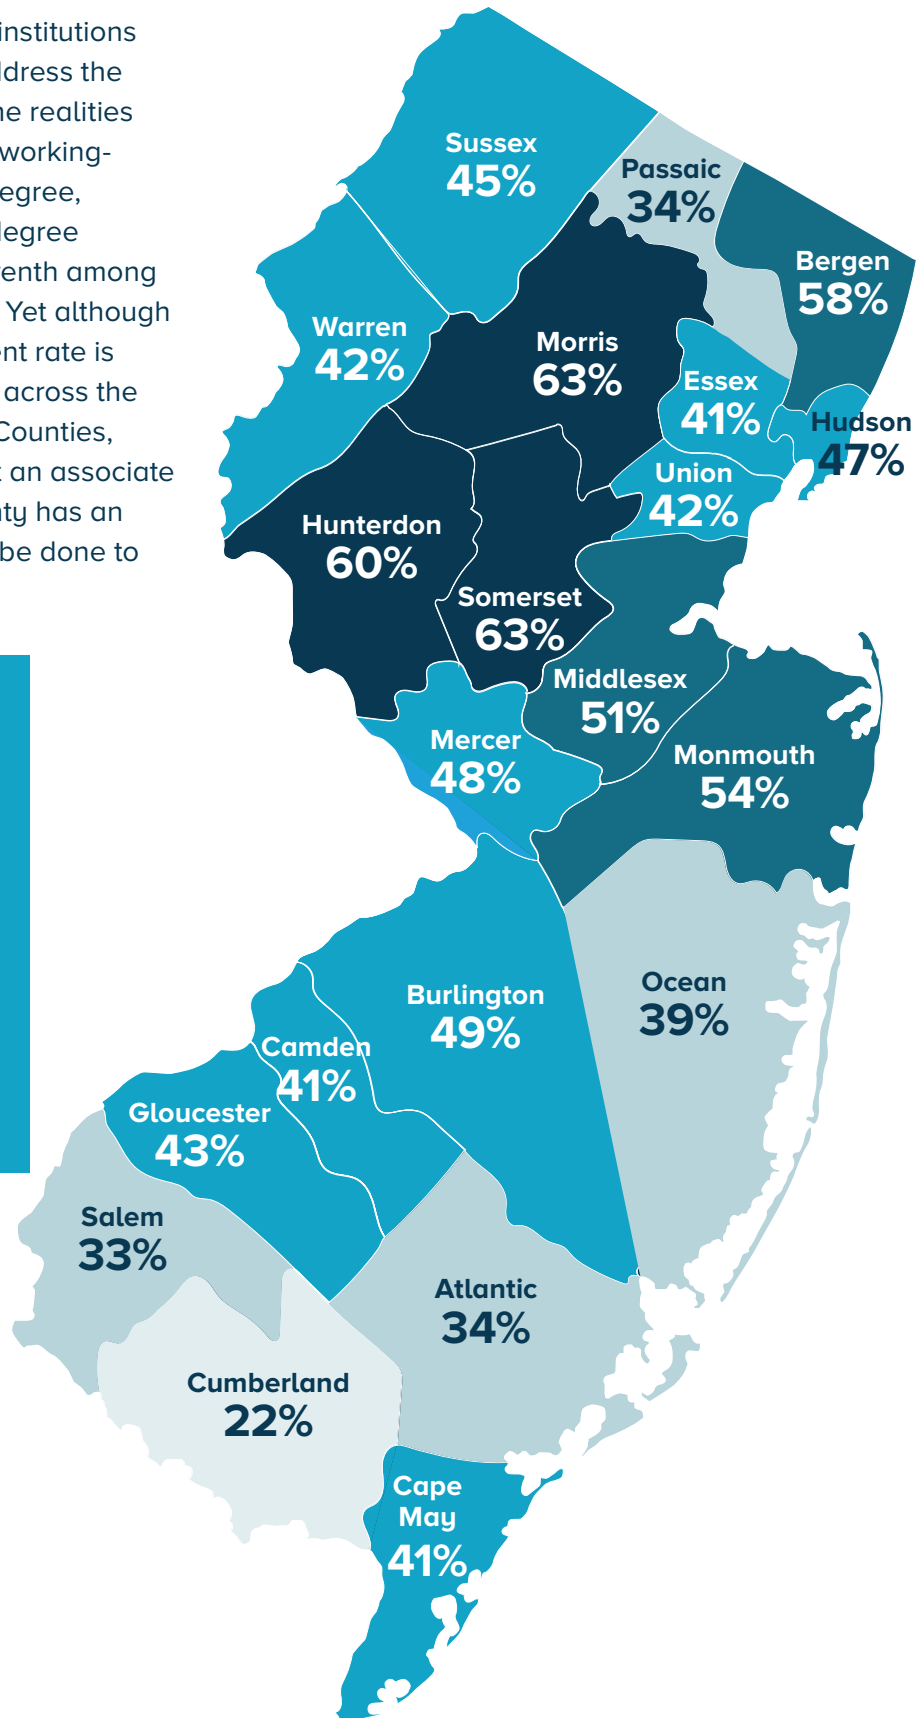 institutions
ldress the
ne realities
working-
egree,
legree
enth among
Yet although
nt rate is
across the
Counties,
t an associate
nty has an
be done to
Sussex
45%
Passaic
34%
Bergen
58%
Warren
42%
Morris
63%
Essex
41%
Hudson
47%
Union
42%
Hunterdon
60%
Somerset
63%
Middlesex
51%
Mercer
48%
Monmouth
54%
Ocean
39%
Burlington
49%
Camden
41%
Gloucester
43%
Salem
33%
Atlantic
34%
Cumberland
22%
Cape
May
41%